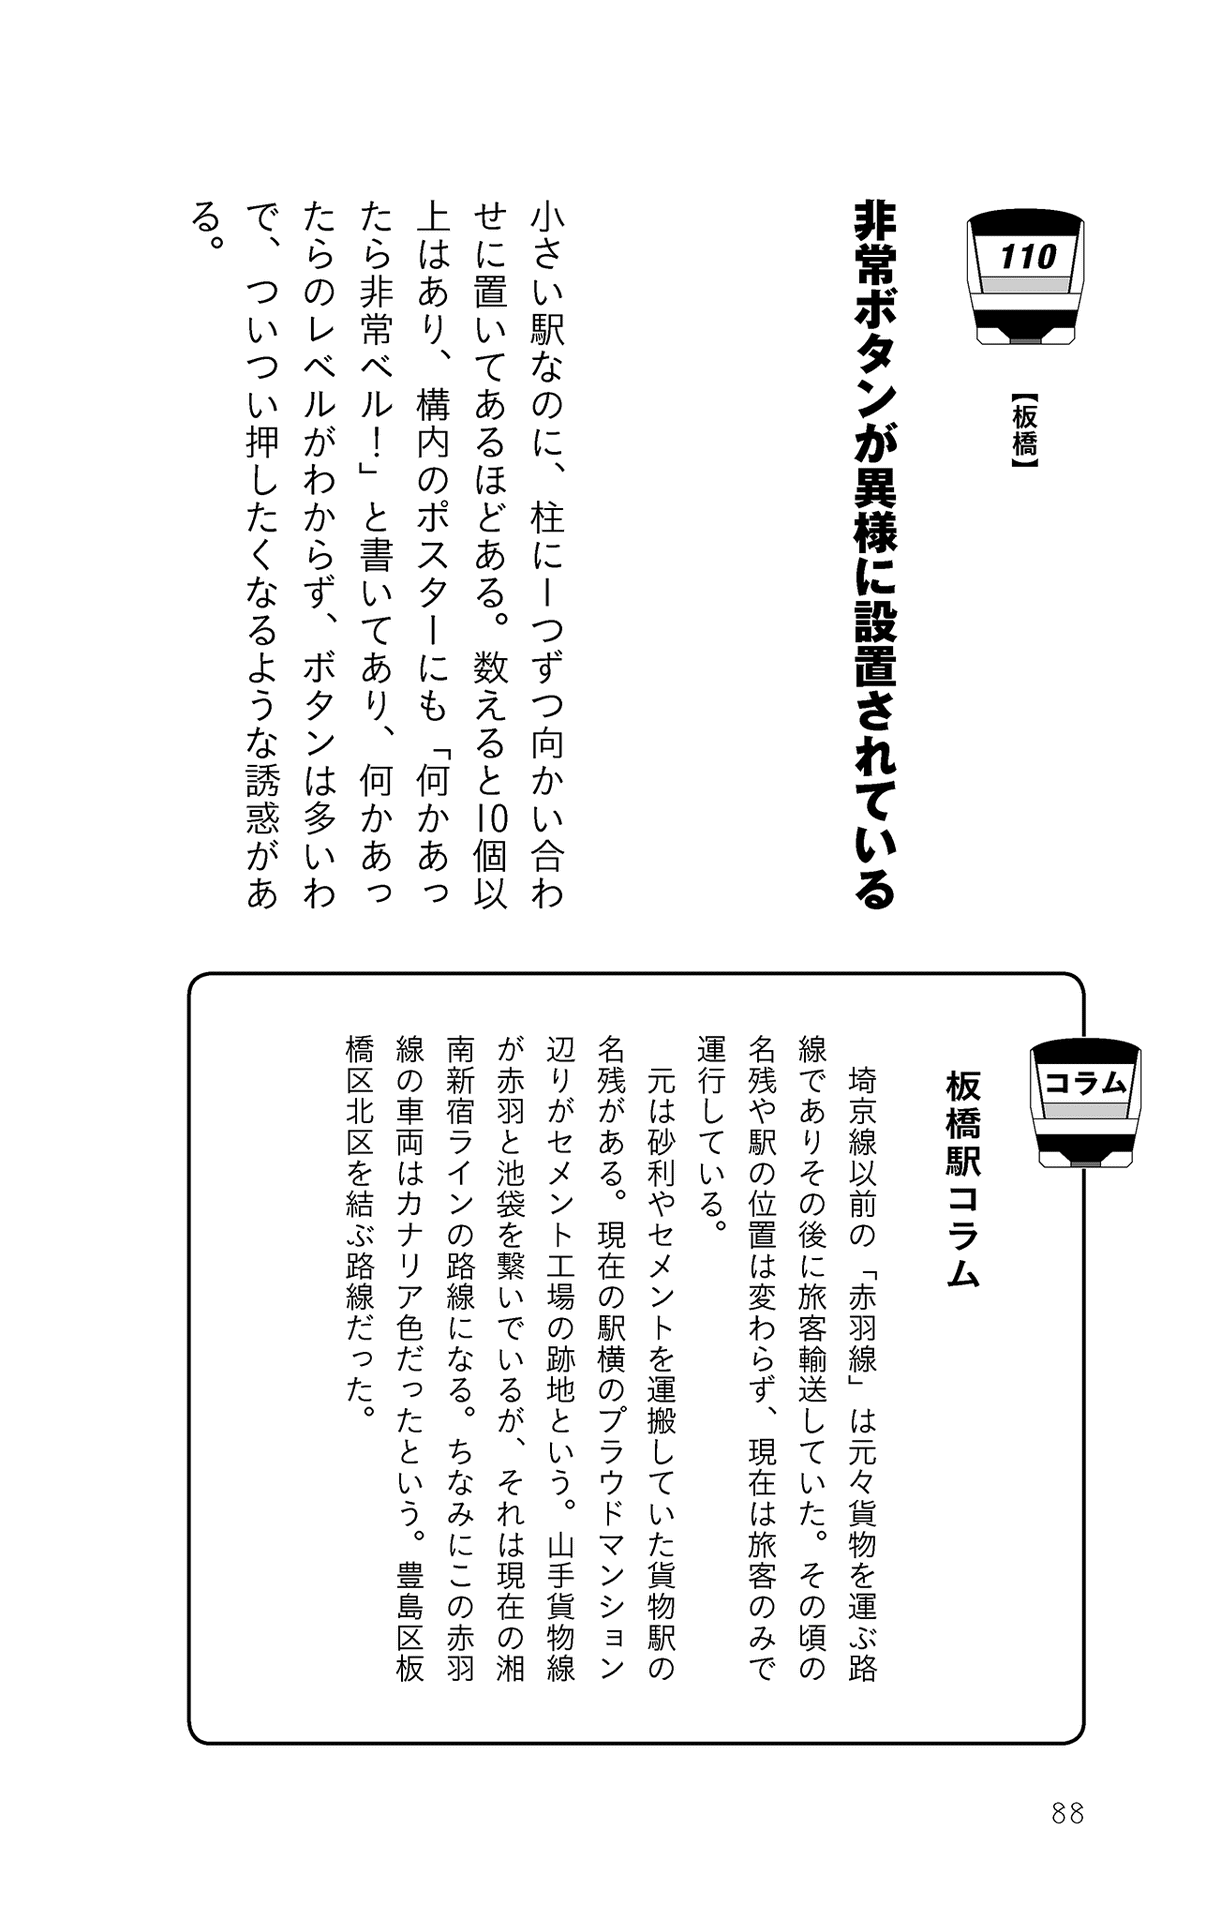 110
【板橋】
非常ボタンが異様に設置されている
小さい駅なのに、柱に一つずつ向かい合わ
せに置いてあるほどある。数えると10個以
上はあり、構内のポスターにも「何かあっ
たら非常ベル！」と書いてあり、何かあっ
たらのレベルがわからず、ボタンは多いわ
で、ついつい押したくなるような誘惑があ
る。
コラム
板橋駅コラム
埼京線以前の「赤羽線」は元々貨物を運ぶ路
線でありその後に旅客輸送していた。その頃の
名残や駅の位置は変わらず、現在は旅客のみで
運行している。
元は砂利やセメントを運搬していた貨物駅の
名残がある。現在の駅横のプラウドマンション
辺りがセメント工場の跡地という。山手貨物線
が赤羽と池袋を繋いでいるが、それは現在の湘
南新宿ラインの路線になる。ちなみにこの赤羽
線の車両はカナリア色だったという。豊島区板
橋区北区を結ぶ路線だった。
88